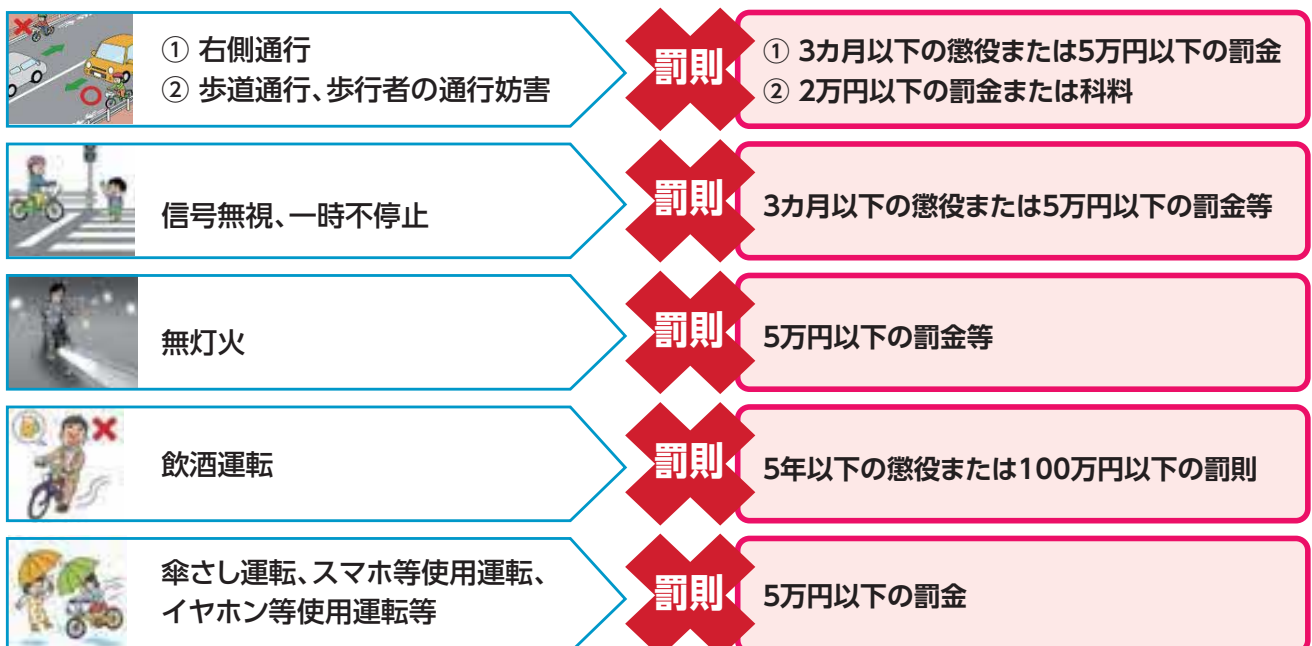 ① 右側通行
② 歩道通行、歩行者の通行妨害
罰則
① 3カ月以下の懲役または5万円以下の罰金
② 2万円以下の罰金または科料
信号無視、一時不停止
罰則
3カ月以下の懲役または5万円以下の罰金等
無灯火
罰則
5万円以下の罰金等
飲酒運転
罰則
5年以下の懲役または100万円以下の罰則
傘さし運転、スマホ等使用運転、
イヤホン等使用運転等
罰則
5万円以下の罰金